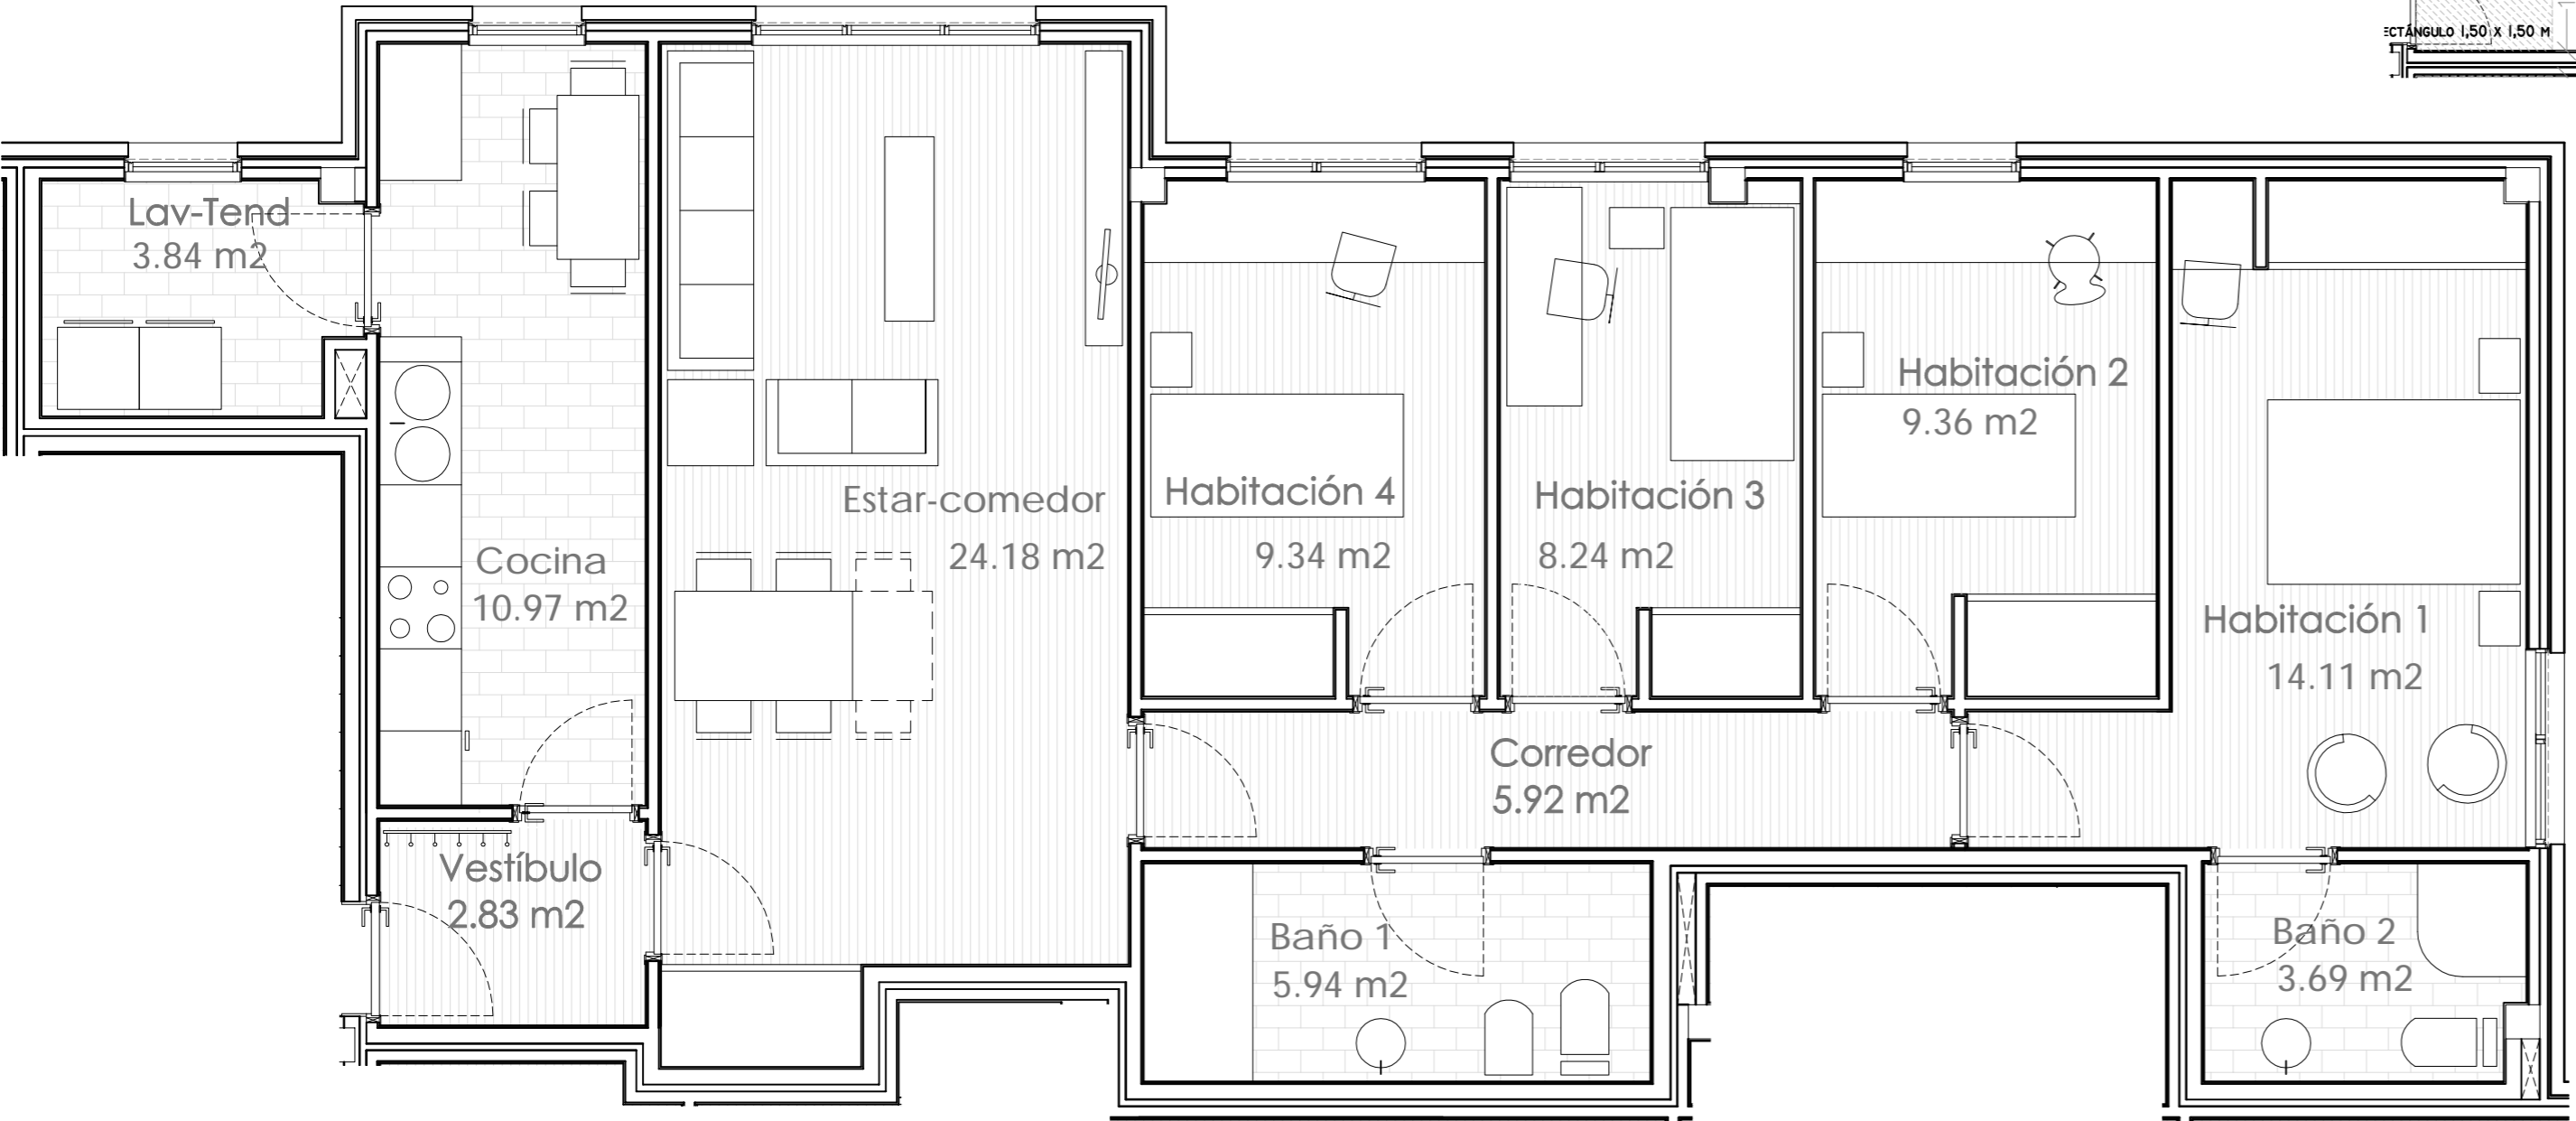 ECTÁNGULO 1,50 X 1,50 M
Lav-Tend
3.84 m2
Cocina
10.97 m2
Vestíbulo
2.83 m2
Estar-comedor
24.18 m2
Habitación 4
9.34 m2
Habitación 3
8.24 m2
Habitación 2
9.36 m2
Habitación 1
14.11 m2
Corredor
5.92 m2
Baño 1
5.94 m2
Baño 2
3.69 m2